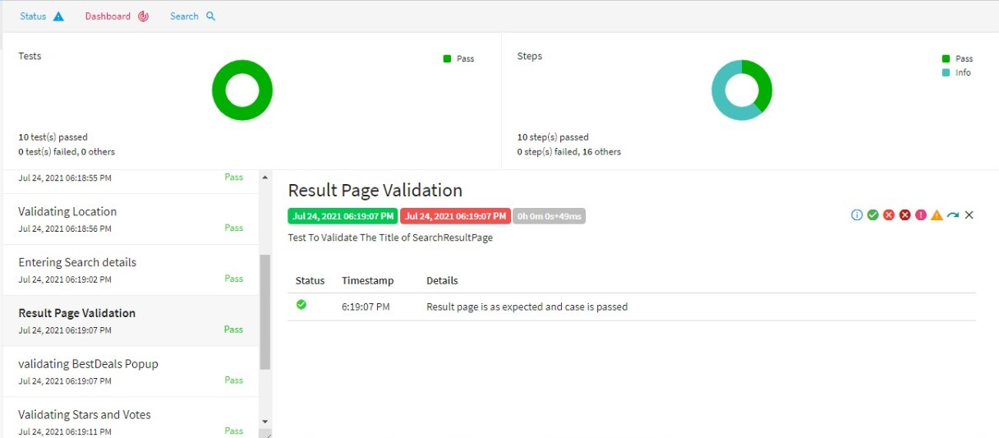 Status Dashboard Search
Tests
Pass
10 test(s) passed
0 test(s) failed, 0 others
Steps
Pass
Info
10 step(s) passed
0 step(s) failed, 16 others
Jul 24, 2021 06:18:55 PM Pass
Validating Location
Jul 24, 2021 06:18:56 PM Pass
Entering Search details
Jul 24, 2021 06:19:02 PM Pass
Result Page Validation
Jul 24, 2021 06:19:07 PM Pass
validating BestDeals Popup
Jul 24, 2021 06:19:07 PM Pass
Validating Stars and Votes
Jul 24, 2021 06:19:11 PM Pass
Result Page Validation
Jul 24, 2021 06:19:07 PM Jul 24, 2021 06:19:07 PM 0h 0m 0s+49ms
Test To Validate The Title of SearchResultPage
Status Timestamp Details
6:19:07 PM Result page is as expected and case is passed